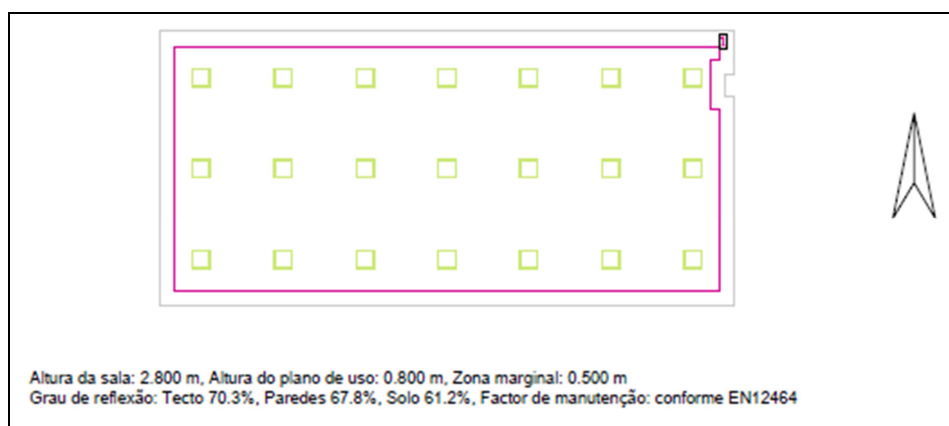 1
Altura da sala: 2.800 m, Altura do plano de uso: 0.800 m, Zona marginal: 0.500 m
Grau de reflexão: Tecto 70.3%, Paredes 67.8%, Solo 61.2%, Factor de manutenção: conforme EN12464